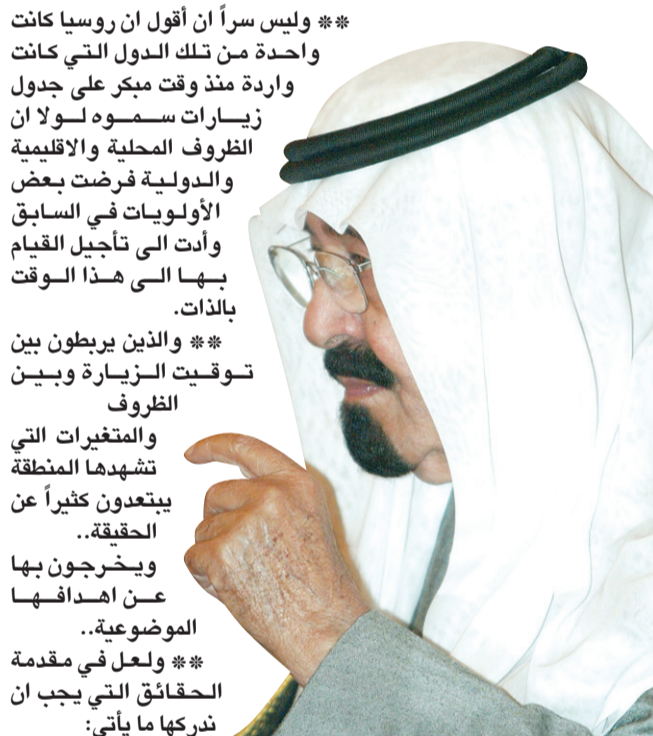 ** وليس سراً ان أقول ان روسيا كانت
واحدة من تلك الدول التي كانت
واردة منذ وقت مبكر على جدول
زيارات سموه لولا ان
الظروف المحلية والاقليمية
والدولية فرضت بعض
الأولويات في السابق
وأدت الى تأجيل القيام
بها الى هذا الوقت
بالذات.
** والذين يربطون بين
توقيت الزيارة وبين
الظروف
والمتغيرات التي
تشهدها المنطقة
يبتعدون كثيراً عن
الحقيقة..
ويخرجون بها
عن اهدافها
الموضوعية..
** ولعل في مقدمة
الحقائق التي يجب ان
ندركها ما يأتي: